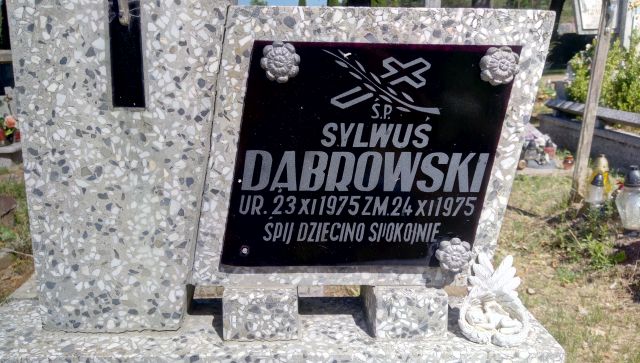 Ś.P.
SYLWUŚ
DĄBROWSKI
UR. 23 XI 1975 ZM. 24 XI 1975
ŚPIJ DZIECINO SPOKOJNIE